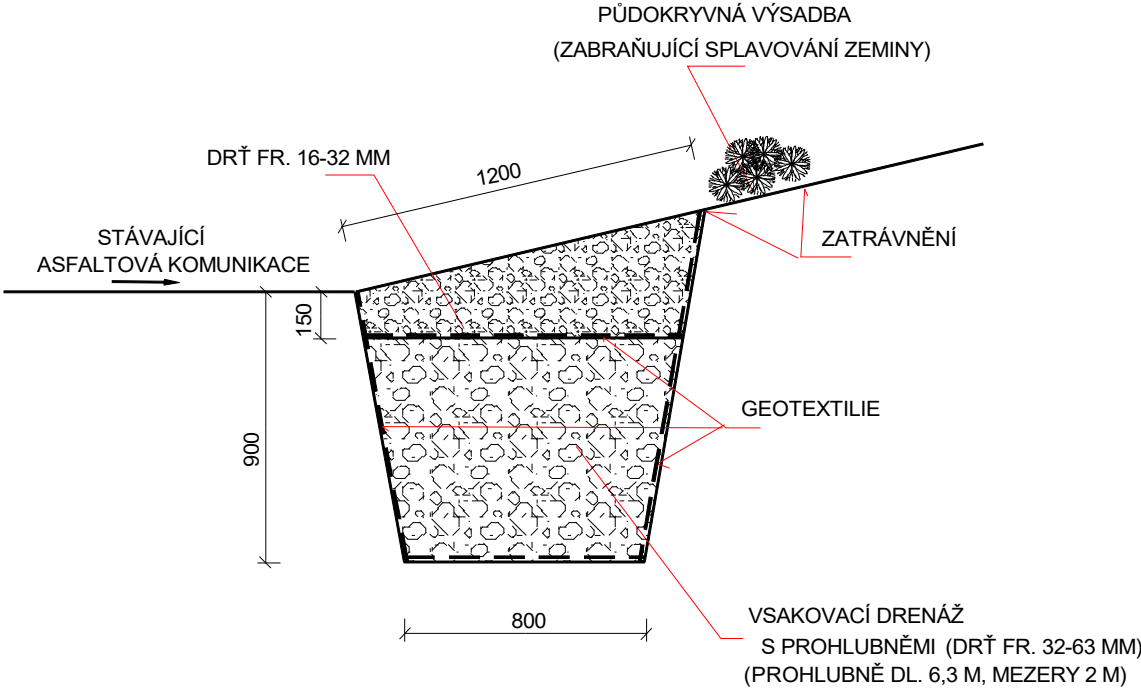 PŮDOKRYVNÁ VÝSADBA
(ZABRAŇUJÍCÍ SPLAVOVÁNÍ ZEMINY)
DRŤ FR. 16-32 MM
1200
STÁVAJÍCÍ
ASFALTOVÁ KOMUNIKACE
ZATRÁVNĚNÍ
150
GEOTEXTILIE
900
800
VSAKOVACÍ DRENÁŽ
S PROHLUBNĚMI (DRŤ FR. 32-63 MM)
(PROHLUBNĚ DL. 6,3 M, MEZERY 2 M)